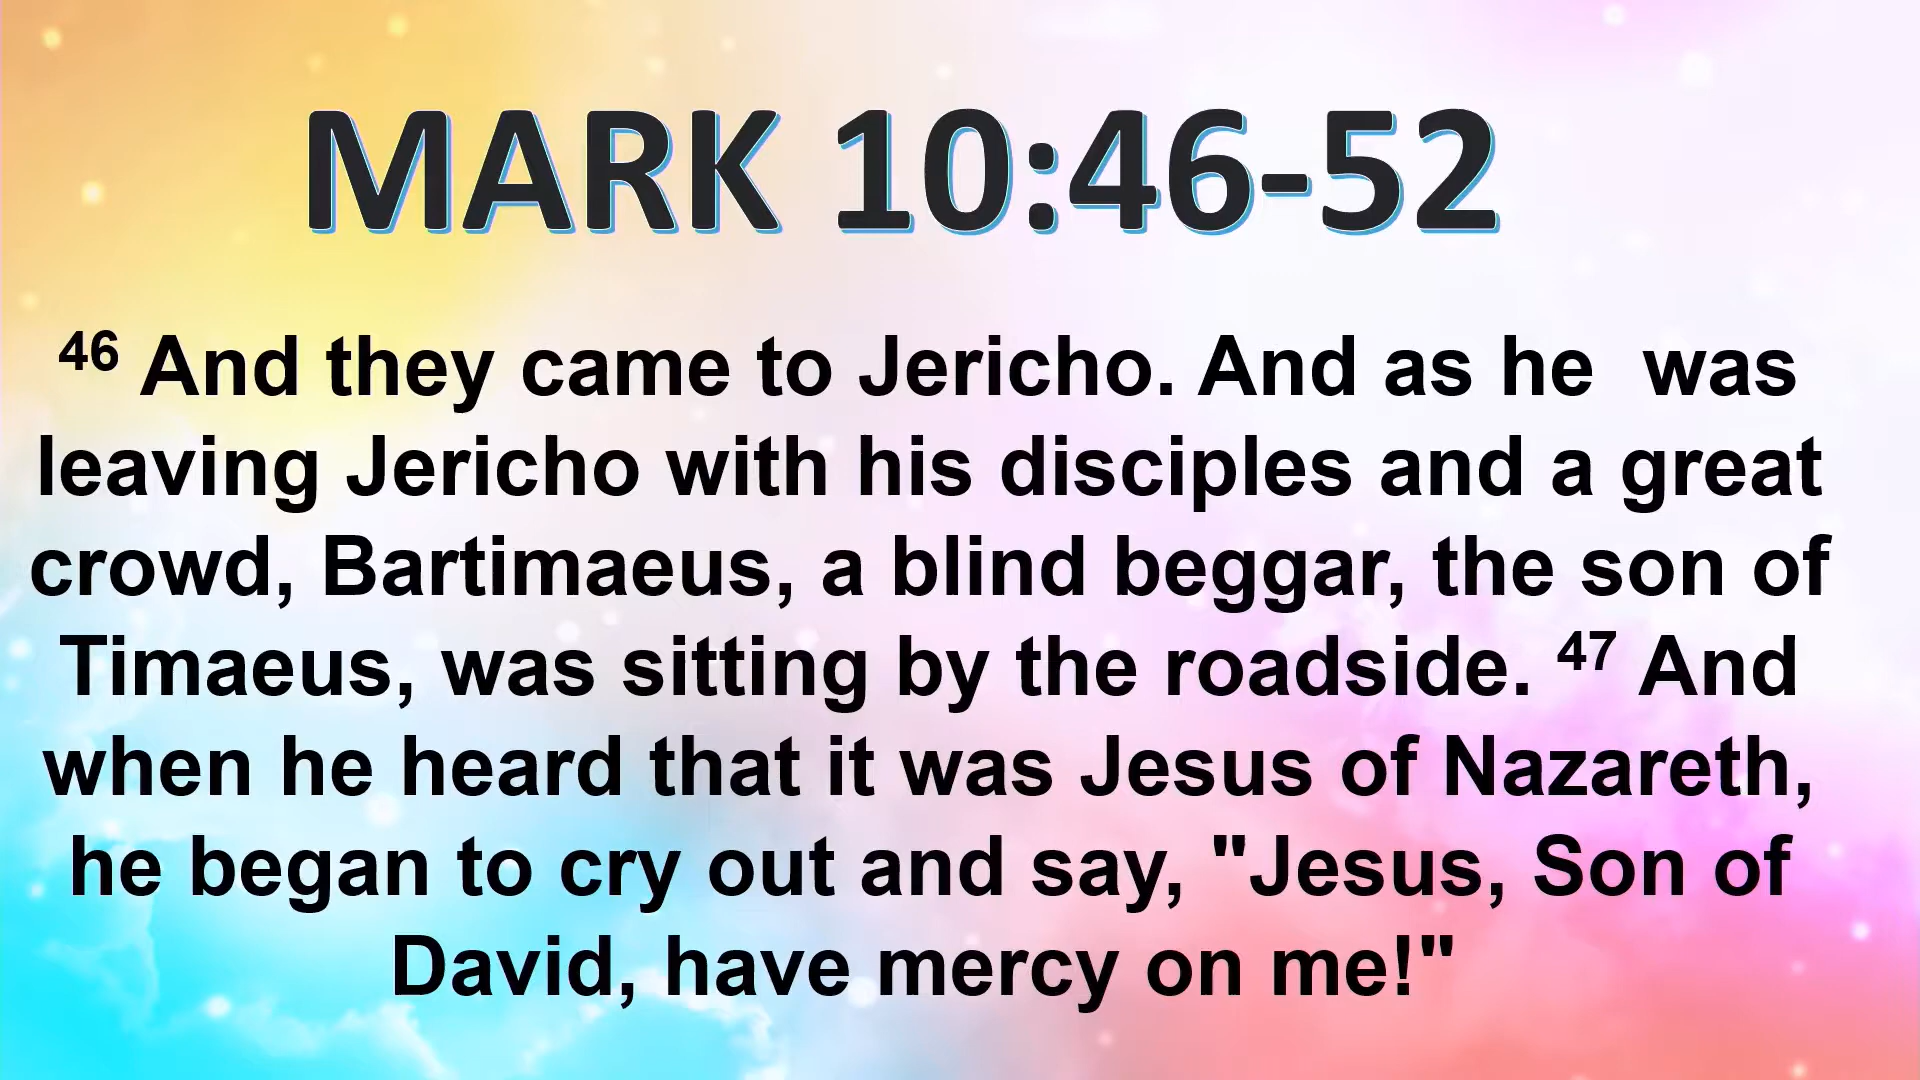 MARK 10:46-52
46 And they came to Jericho. And as he  was
leaving Jericho with his disciples and a great
crowd, Bartimaeus, a blind beggar, the son of
Timaeus, was sitting by the roadside. 47 And
when he heard that it was Jesus of Nazareth,
he began to cry out and say, "Jesus, Son of
David, have mercy on me!"